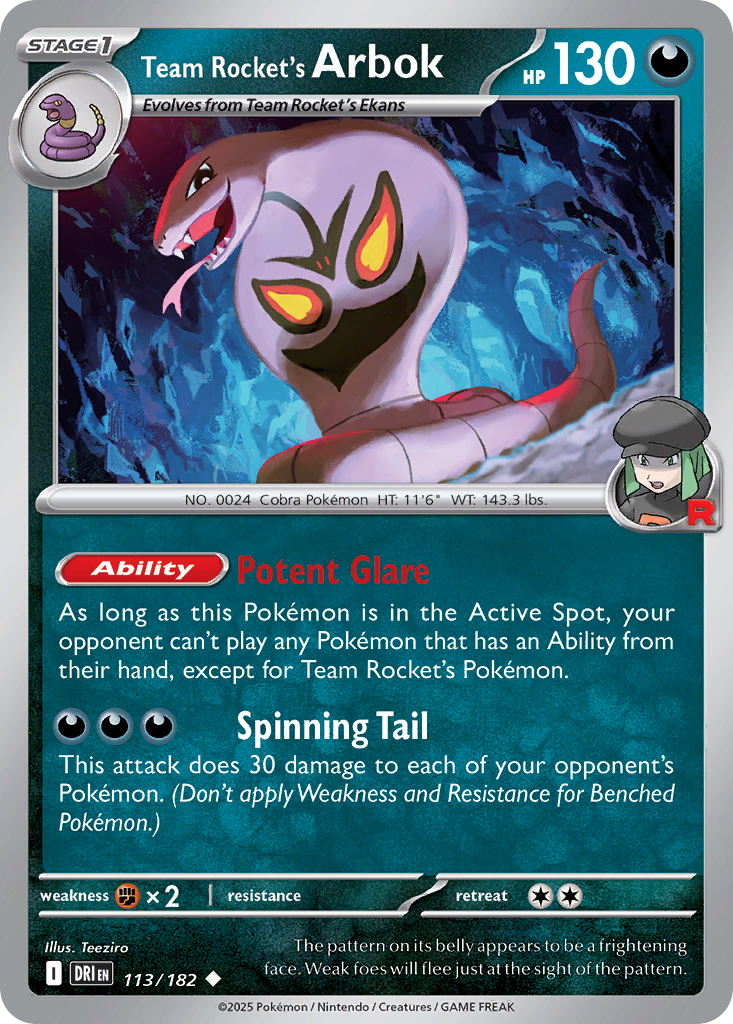 STAGE 1
Team Rocket's Arbok
HP 130
Evolves from Team Rocket's Ekans
NO. 0024 Cobra Pokémon HT: 11'6" WT: 143.3 lbs.
R
Ability Potent Glare
As long as this Pokémon is in the Active Spot, your
opponent can't play any Pokémon that has an Ability from
their hand, except for Team Rocket's Pokémon.
Spinning Tail
This attack does 30 damage to each of your opponent's
Pokémon. (Don't apply Weakness and Resistance for Benched
Pokémon.)
weakness ×2 | resistance retreat
Illus. Teeziro
The pattern on its belly appears to be a frightening
face. Weak foes will flee just at the sight of the pattern.
I DRI EN 113/182
©2025 Pokémon / Nintendo / Creatures / GAME FREAK